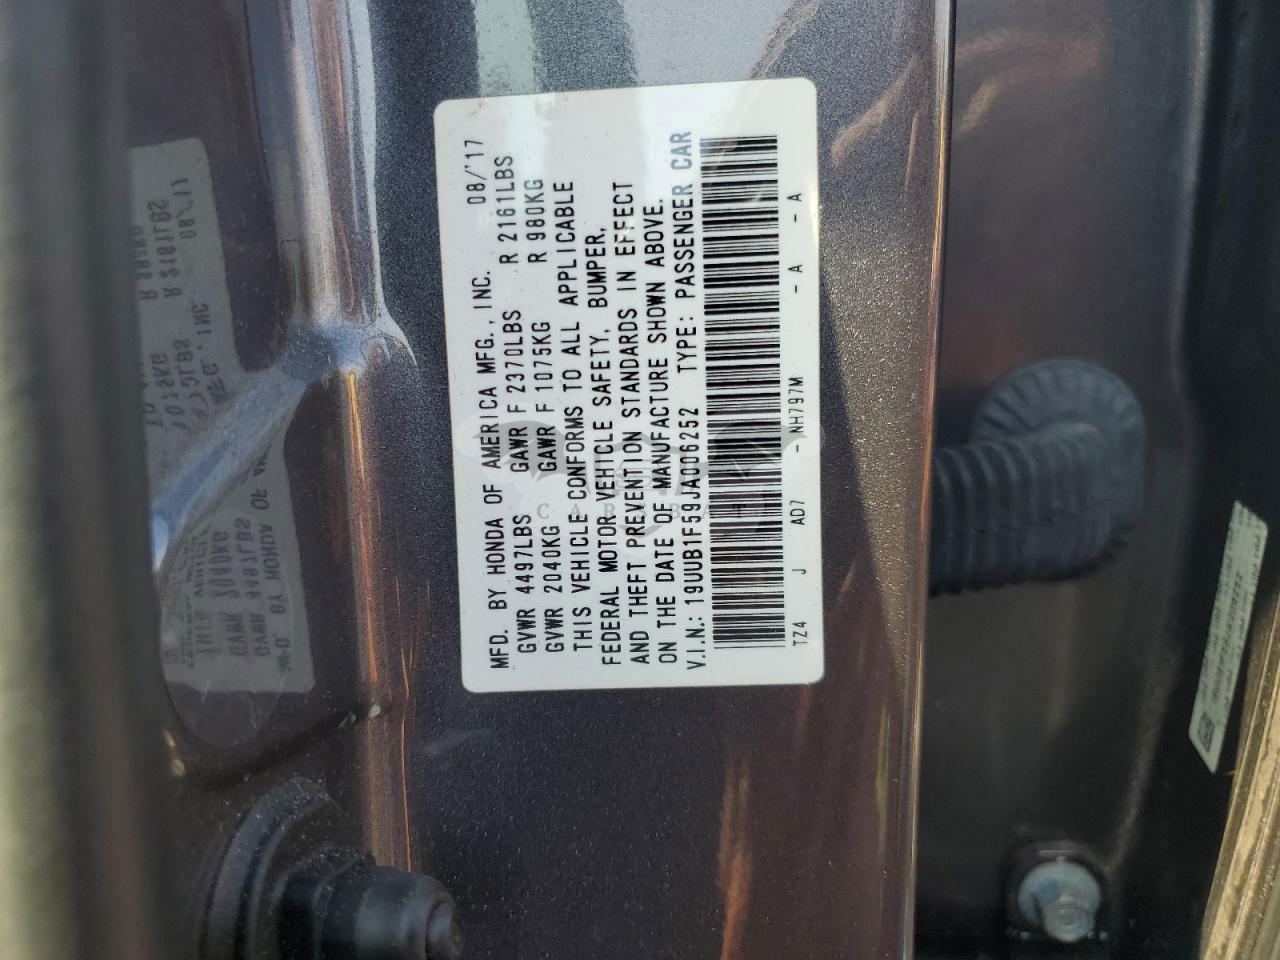 MFD. BY HONDA OF AMERICA MFG., INC. 08/'17
GVWR 4497LBS GAWR F 2370LBS R 2161LBS
GVWR 2040KG GAWR F 1075KG R 980KG
THIS VEHICLE CONFORMS TO ALL APPLICABLE
FEDERAL MOTOR VEHICLE SAFETY, BUMPER,
AND THEFT PREVENTION STANDARDS IN EFFECT
ON THE DATE OF MANUFACTURE SHOWN ABOVE.
V.I.N.: 19UUB1F59JA006252 TYPE: PASSENGER CAR
TZ4 J AD7 - NH797M - A - A